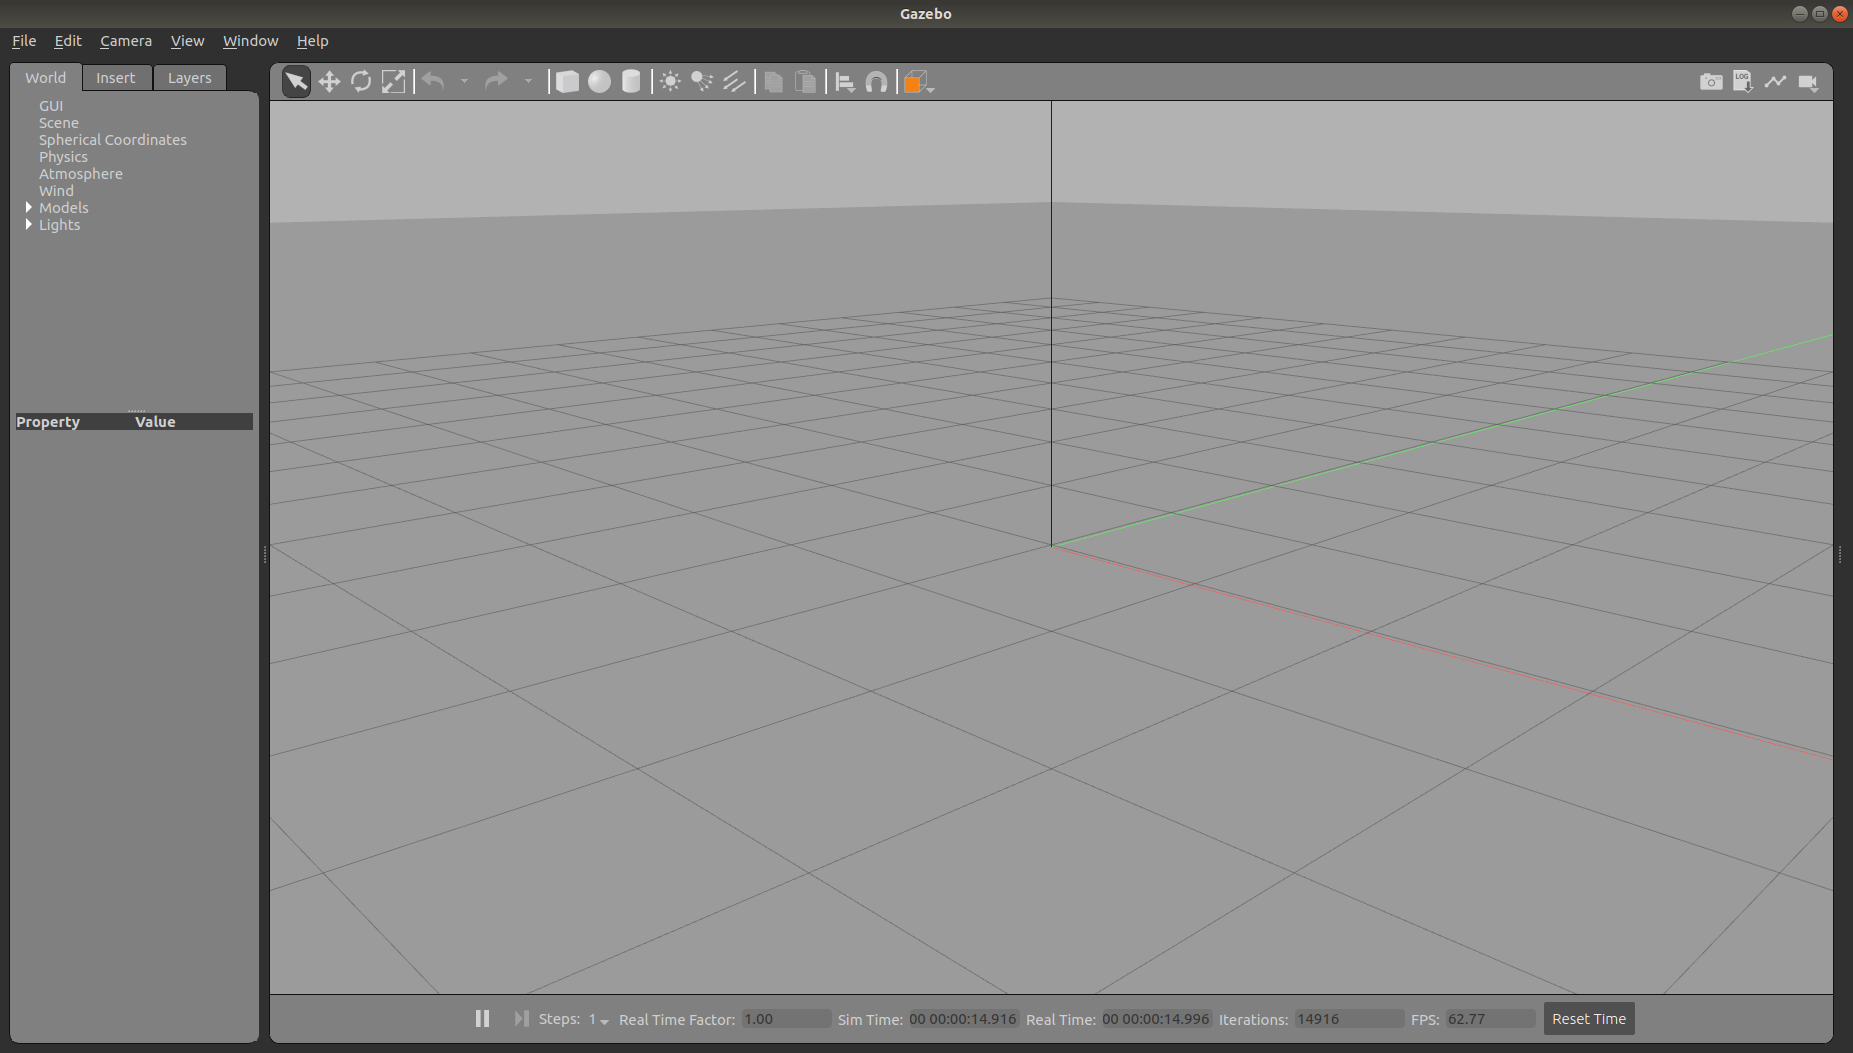 Gazebo
File Edit Camera View Window Help
World Insert Layers
LOG
GUI
Scene
Spherical Coordinates
Physics
Atmosphere
Wind
Models
Lights
Property Value
Steps: 1 Real Time Factor: 1.00 Sim Time: 00 00:00:14.916 Real Time: 00 00:00:14.996 Iterations: 14916 FPS: 62.77 Reset Time